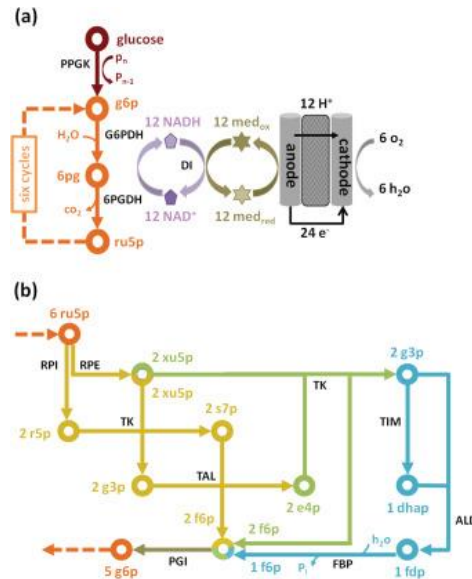 (a)
glucose
PPGK
Pn
Pn-1
g6p
H2O
G6PDH
6pg
co2
6PGDH
ru5p
six cycles
12 NADH
DI
12 NAD+
12 medox
12 medred
12 H+
anode
cathode
24 e-
6 o2
6 h2o
(b)
6 ru5p
RPI
RPE
2 xu5p
2 xu5p
2 g3p
TK
TK
2 r5p
2 s7p
TIM
2 g3p
TAL
2 e4p
1 dhap
2 f6p
2 f6p
ALD
h2o
PGI
1 f6p
Pi
FBP
5 g6p
1 fdp